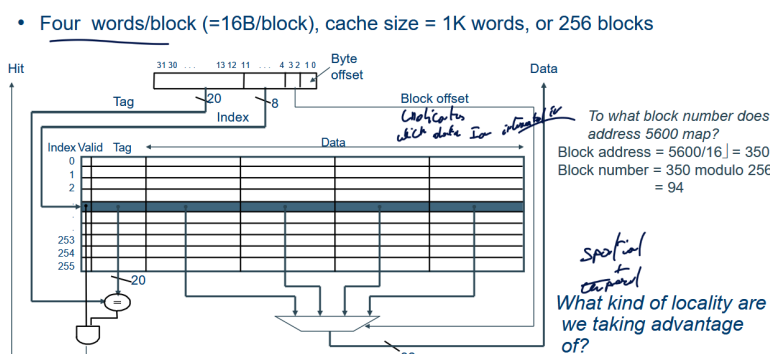 • Four words/block (=16B/block), cache size = 1K words, or 256 blocks
Hit
31 30 ... 13 12 11 ... 4 3 2 1 0
Byte
offset
Data
20
8
Tag
Index
Block offset
which data I am
To what block number does
address 5600 map?
Block address = 5600/16⌋ = 350
Block number = 350 modulo 256
= 94
Index Valid Tag
Data
0
1
2
.
.
.
253
254
255
20
=
spatial
+
temporal
What kind of locality are
we taking advantage
of?